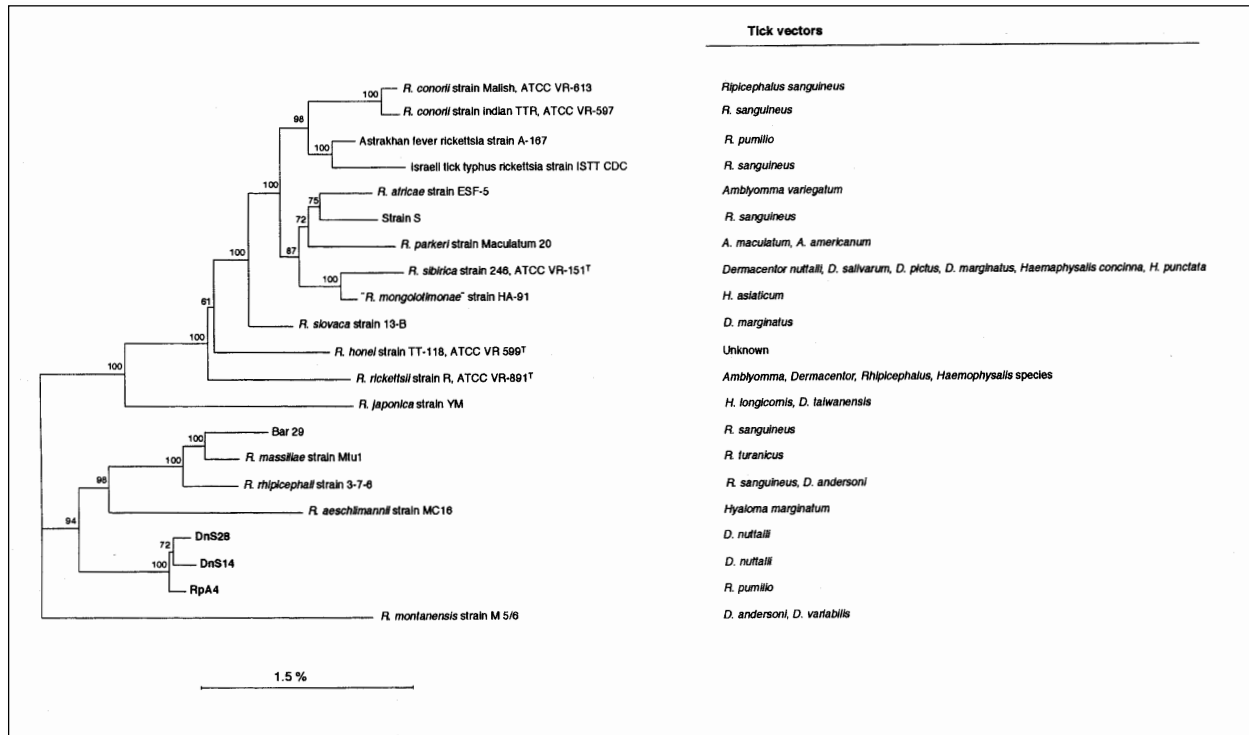 Tick vectors
R. conorii strain Malish, ATCC VR-613 Ripicephalus sanguineus
100
R. conorii strain indian TTR, ATCC VR-597 R. sanguineus
98
Astrakhan fever rickettsia strain A-167 R. pumilio
100
Israeli tick typhus rickettsia strain ISTT CDC R. sanguineus
100
R. africae strain ESF-5 Amblyomma variegatum
75
Strain S R. sanguineus
72
R. parkeri strain Maculatum 20 A. maculatum, A. americanum
87
100
R. sibirica strain 246, ATCC VR-151T Dermacentor nuttalli, D. salivarum, D. pictus, D. marginatus, Haemaphysalis concinna, H. punctata
100
"R. mongolotimonae" strain HA-91 H. asiaticum
61
R. slovaca strain 13-B D. marginatus
100
R. honei strain TT-118, ATCC VR 599T Unknown
100
R. rickettsii strain R, ATCC VR-891T Amblyomma, Dermacentor, Rhipicephalus, Haemophysalis species
R. japonica strain YM H. longicornis, D. taiwanensis
Bar 29 R. sanguineus
100
R. massiliae strain Mtu1 R. turanicus
100
R. rhipicephali strain 3-7-6 R. sanguineus, D. andersoni
98
R. aeschlimannii strain MC16 Hyaloma marginatum
94
DnS28 D. nuttalli
72
DnS14 D. nuttalli
100
RpA4 R. pumilio
R. montanensis strain M 5/6 D. andersoni, D. variabilis
1.5 %